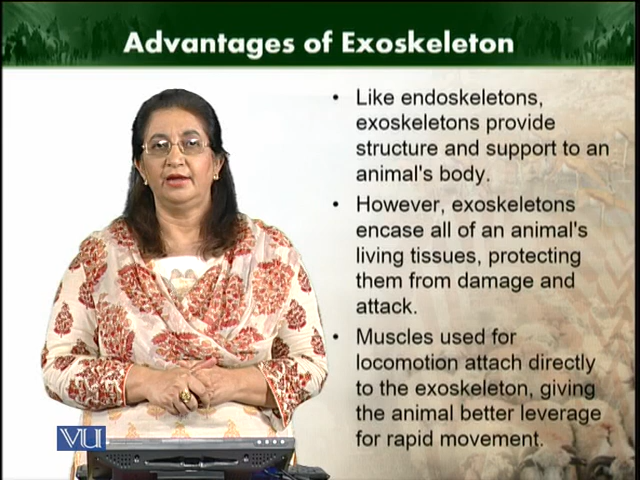 Advantages of Exoskeleton
• Like endoskeletons,
exoskeletons provide
structure and support to an
animal's body.
• However, exoskeletons
encase all of an animal's
living tissues, protecting
them from damage and
attack.
• Muscles used for
locomotion attach directly
to the exoskeleton, giving
the animal better leverage
for rapid movement.
VU